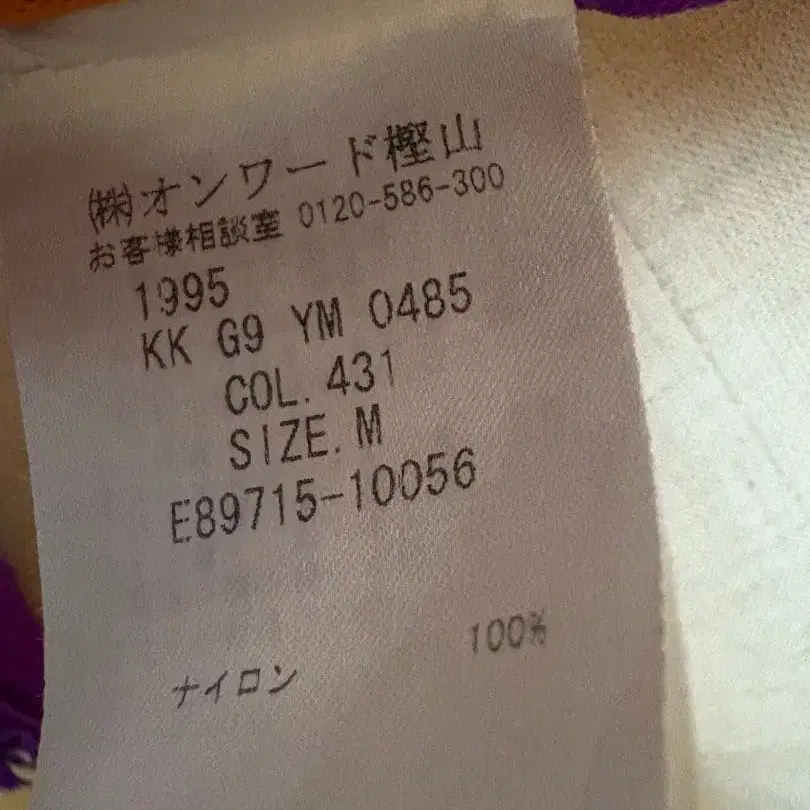 ㈱オンワード樫山
お客様相談室 0120-586-300
1995
KK G9 YM 0485
COL. 431
SIZE. M
E89715-10056
100%
ナイロン